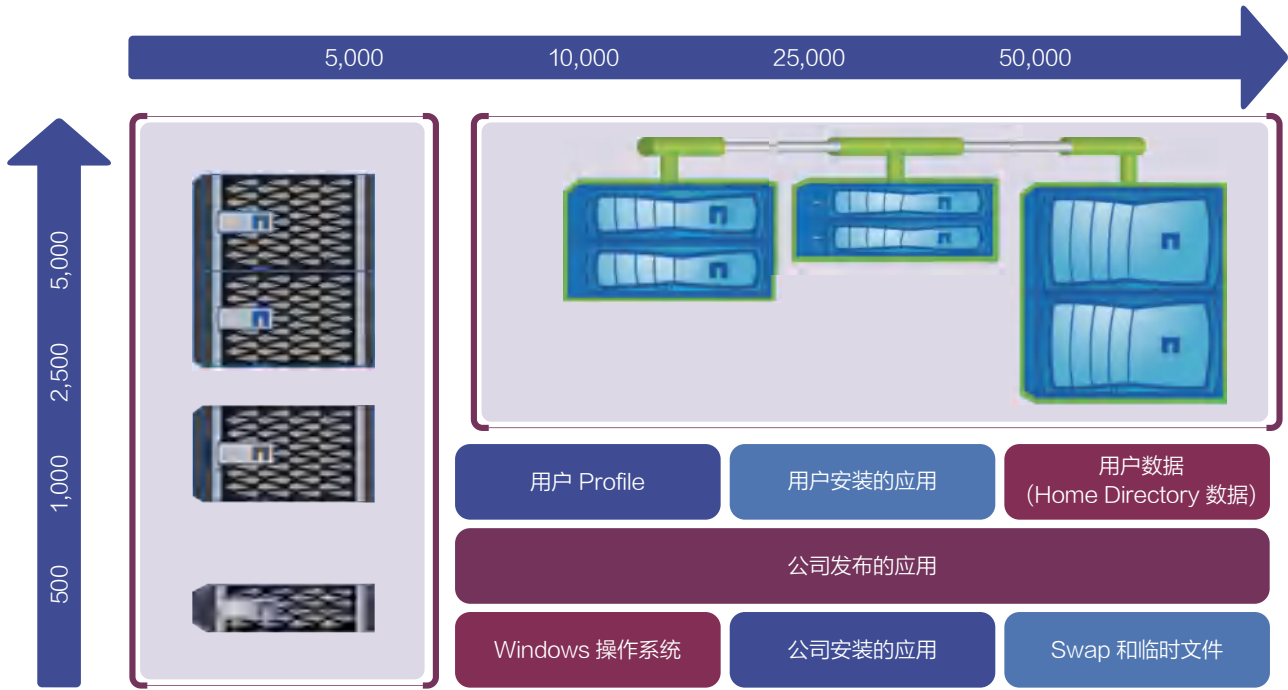 5,000
10,000
25,000
50,000
5,000
2,500
1,000
500
用户 Profile
用户安装的应用
用户数据
（Home Directory 数据）
公司发布的应用
Windows 操作系统
公司安装的应用
Swap 和临时文件